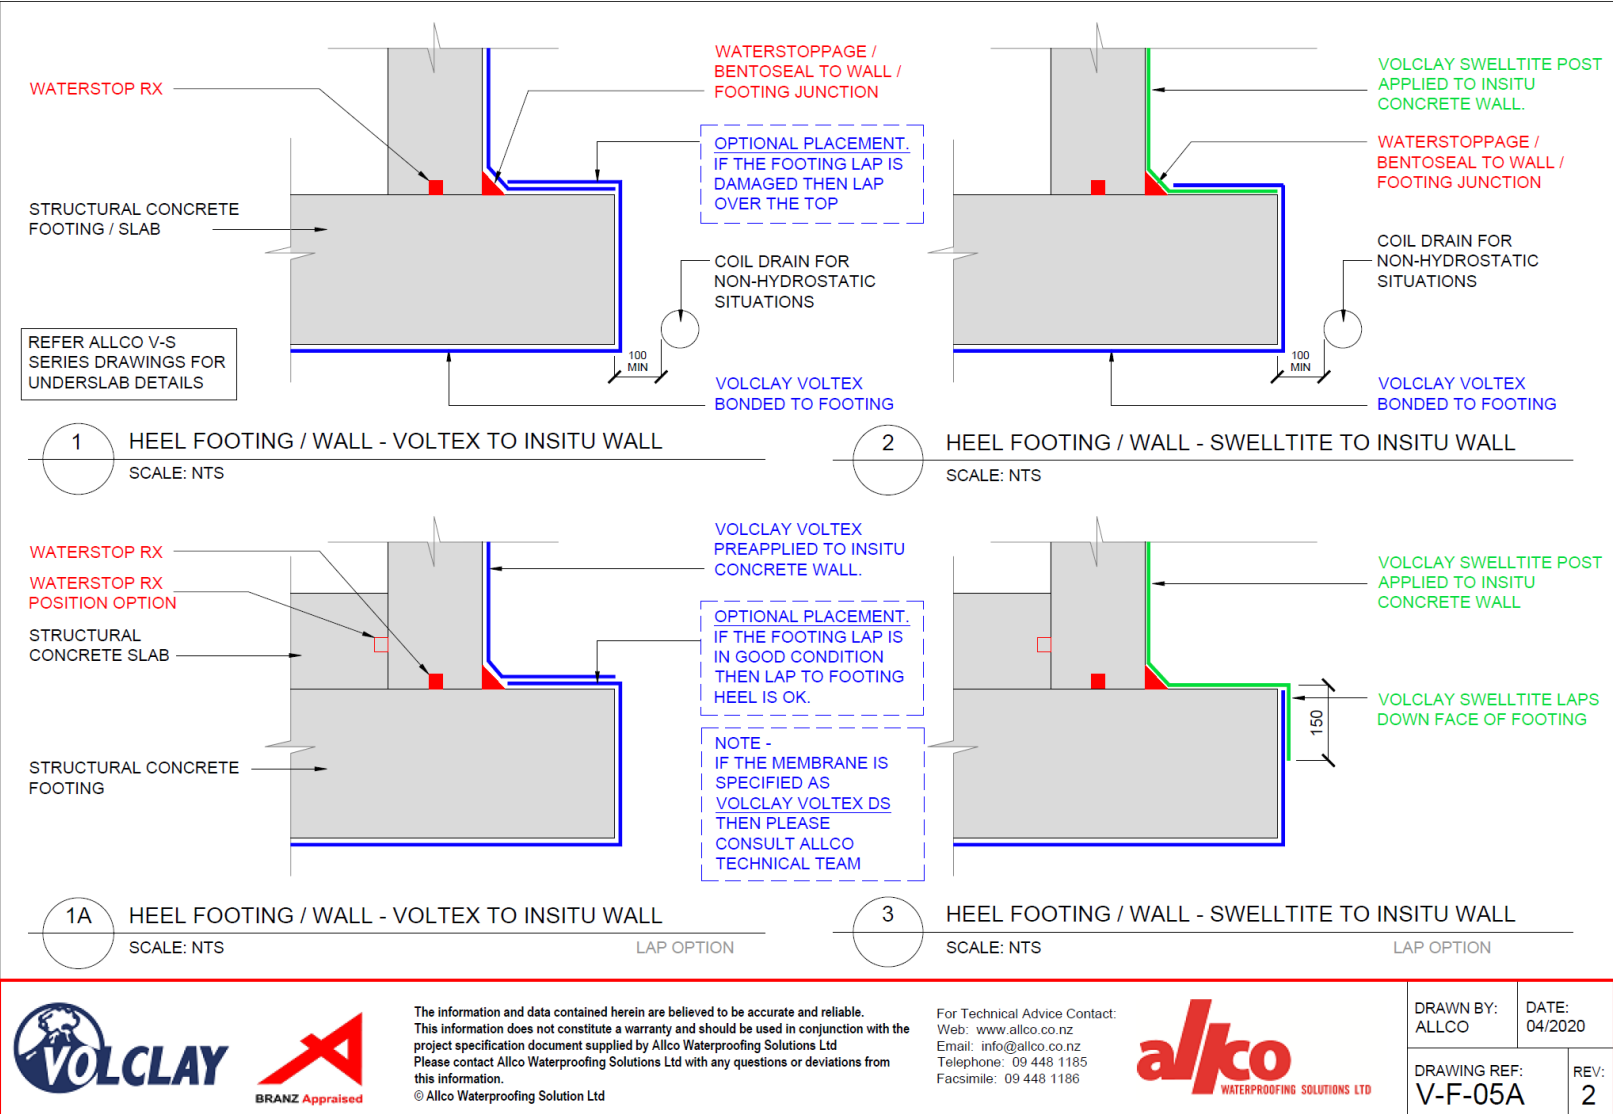 WATERSTOP RX
STRUCTURAL CONCRETE
FOOTING / SLAB
REFER ALLCO V-S
SERIES DRAWINGS FOR
UNDERSLAB DETAILS
WATERSTOPPAGE /
BENTOSEAL TO WALL /
FOOTING JUNCTION
OPTIONAL PLACEMENT.
IF THE FOOTING LAP IS
DAMAGED THEN LAP
OVER THE TOP
COIL DRAIN FOR
NON-HYDROSTATIC
SITUATIONS
100
MIN
VOLCLAY VOLTEX
BONDED TO FOOTING
1
HEEL FOOTING / WALL - VOLTEX TO INSITU WALL
SCALE: NTS
VOLCLAY SWELLTITE POST
APPLIED TO INSITU
CONCRETE WALL.
WATERSTOPPAGE /
BENTOSEAL TO WALL /
FOOTING JUNCTION
COIL DRAIN FOR
NON-HYDROSTATIC
SITUATIONS
100
MIN
VOLCLAY VOLTEX
BONDED TO FOOTING
2
HEEL FOOTING / WALL - SWELLTITE TO INSITU WALL
SCALE: NTS
WATERSTOP RX
WATERSTOP RX
POSITION OPTION
STRUCTURAL
CONCRETE SLAB
STRUCTURAL CONCRETE
FOOTING
VOLCLAY VOLTEX
PREAPPLIED TO INSITU
CONCRETE WALL.
OPTIONAL PLACEMENT.
IF THE FOOTING LAP IS
IN GOOD CONDITION
THEN LAP TO FOOTING
HEEL IS OK.
NOTE -
IF THE MEMBRANE IS
SPECIFIED AS
VOLCLAY VOLTEX DS
THEN PLEASE
CONSULT ALLCO
TECHNICAL TEAM
1A
HEEL FOOTING / WALL - VOLTEX TO INSITU WALL
SCALE: NTS
LAP OPTION
VOLCLAY SWELLTITE POST
APPLIED TO INSITU
CONCRETE WALL
VOLCLAY SWELLTITE LAPS
DOWN FACE OF FOOTING
150
3
HEEL FOOTING / WALL - SWELLTITE TO INSITU WALL
SCALE: NTS
LAP OPTION
VOLCLAY
BRANZ Appraised
The information and data contained herein are believed to be accurate and reliable.
This information does not constitute a warranty and should be used in conjunction with the
project specification document supplied by Allco Waterproofing Solutions Ltd
Please contact Allco Waterproofing Solutions Ltd with any questions or deviations from
this information.
© Allco Waterproofing Solution Ltd
For Technical Advice Contact:
Web: www.allco.co.nz
Email: info@allco.co.nz
Telephone: 09 448 1185
Facsimile: 09 448 1186
allco
WATERPROOFING SOLUTIONS LTD
DRAWN BY:
ALLCO
DATE:
04/2020
DRAWING REF:
V-F-05A
REV:
2